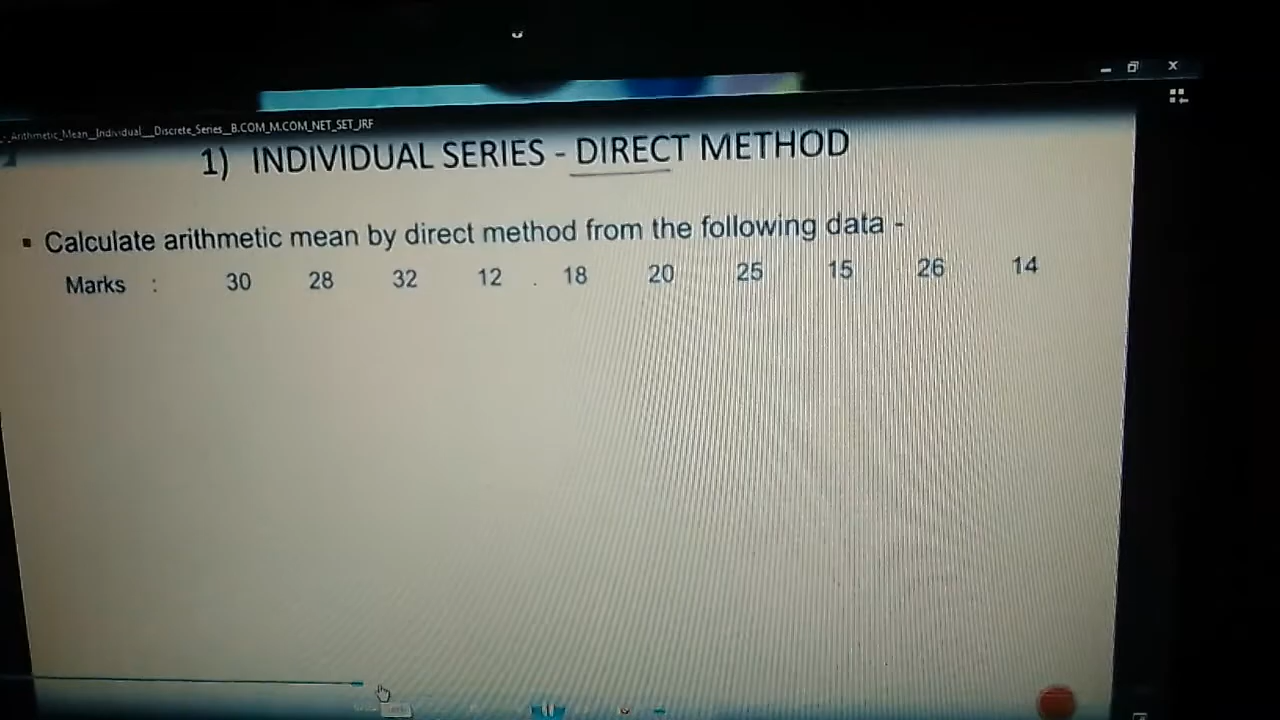 Arithmetic_Mean__Individual__Discrete_Series__B.COM_M.COM_NET_SET_JRF
1) INDIVIDUAL SERIES - DIRECT METHOD
▪ Calculate arithmetic mean by direct method from the following data -
Marks : 30 28 32 12 . 18 20 25 15 26 14